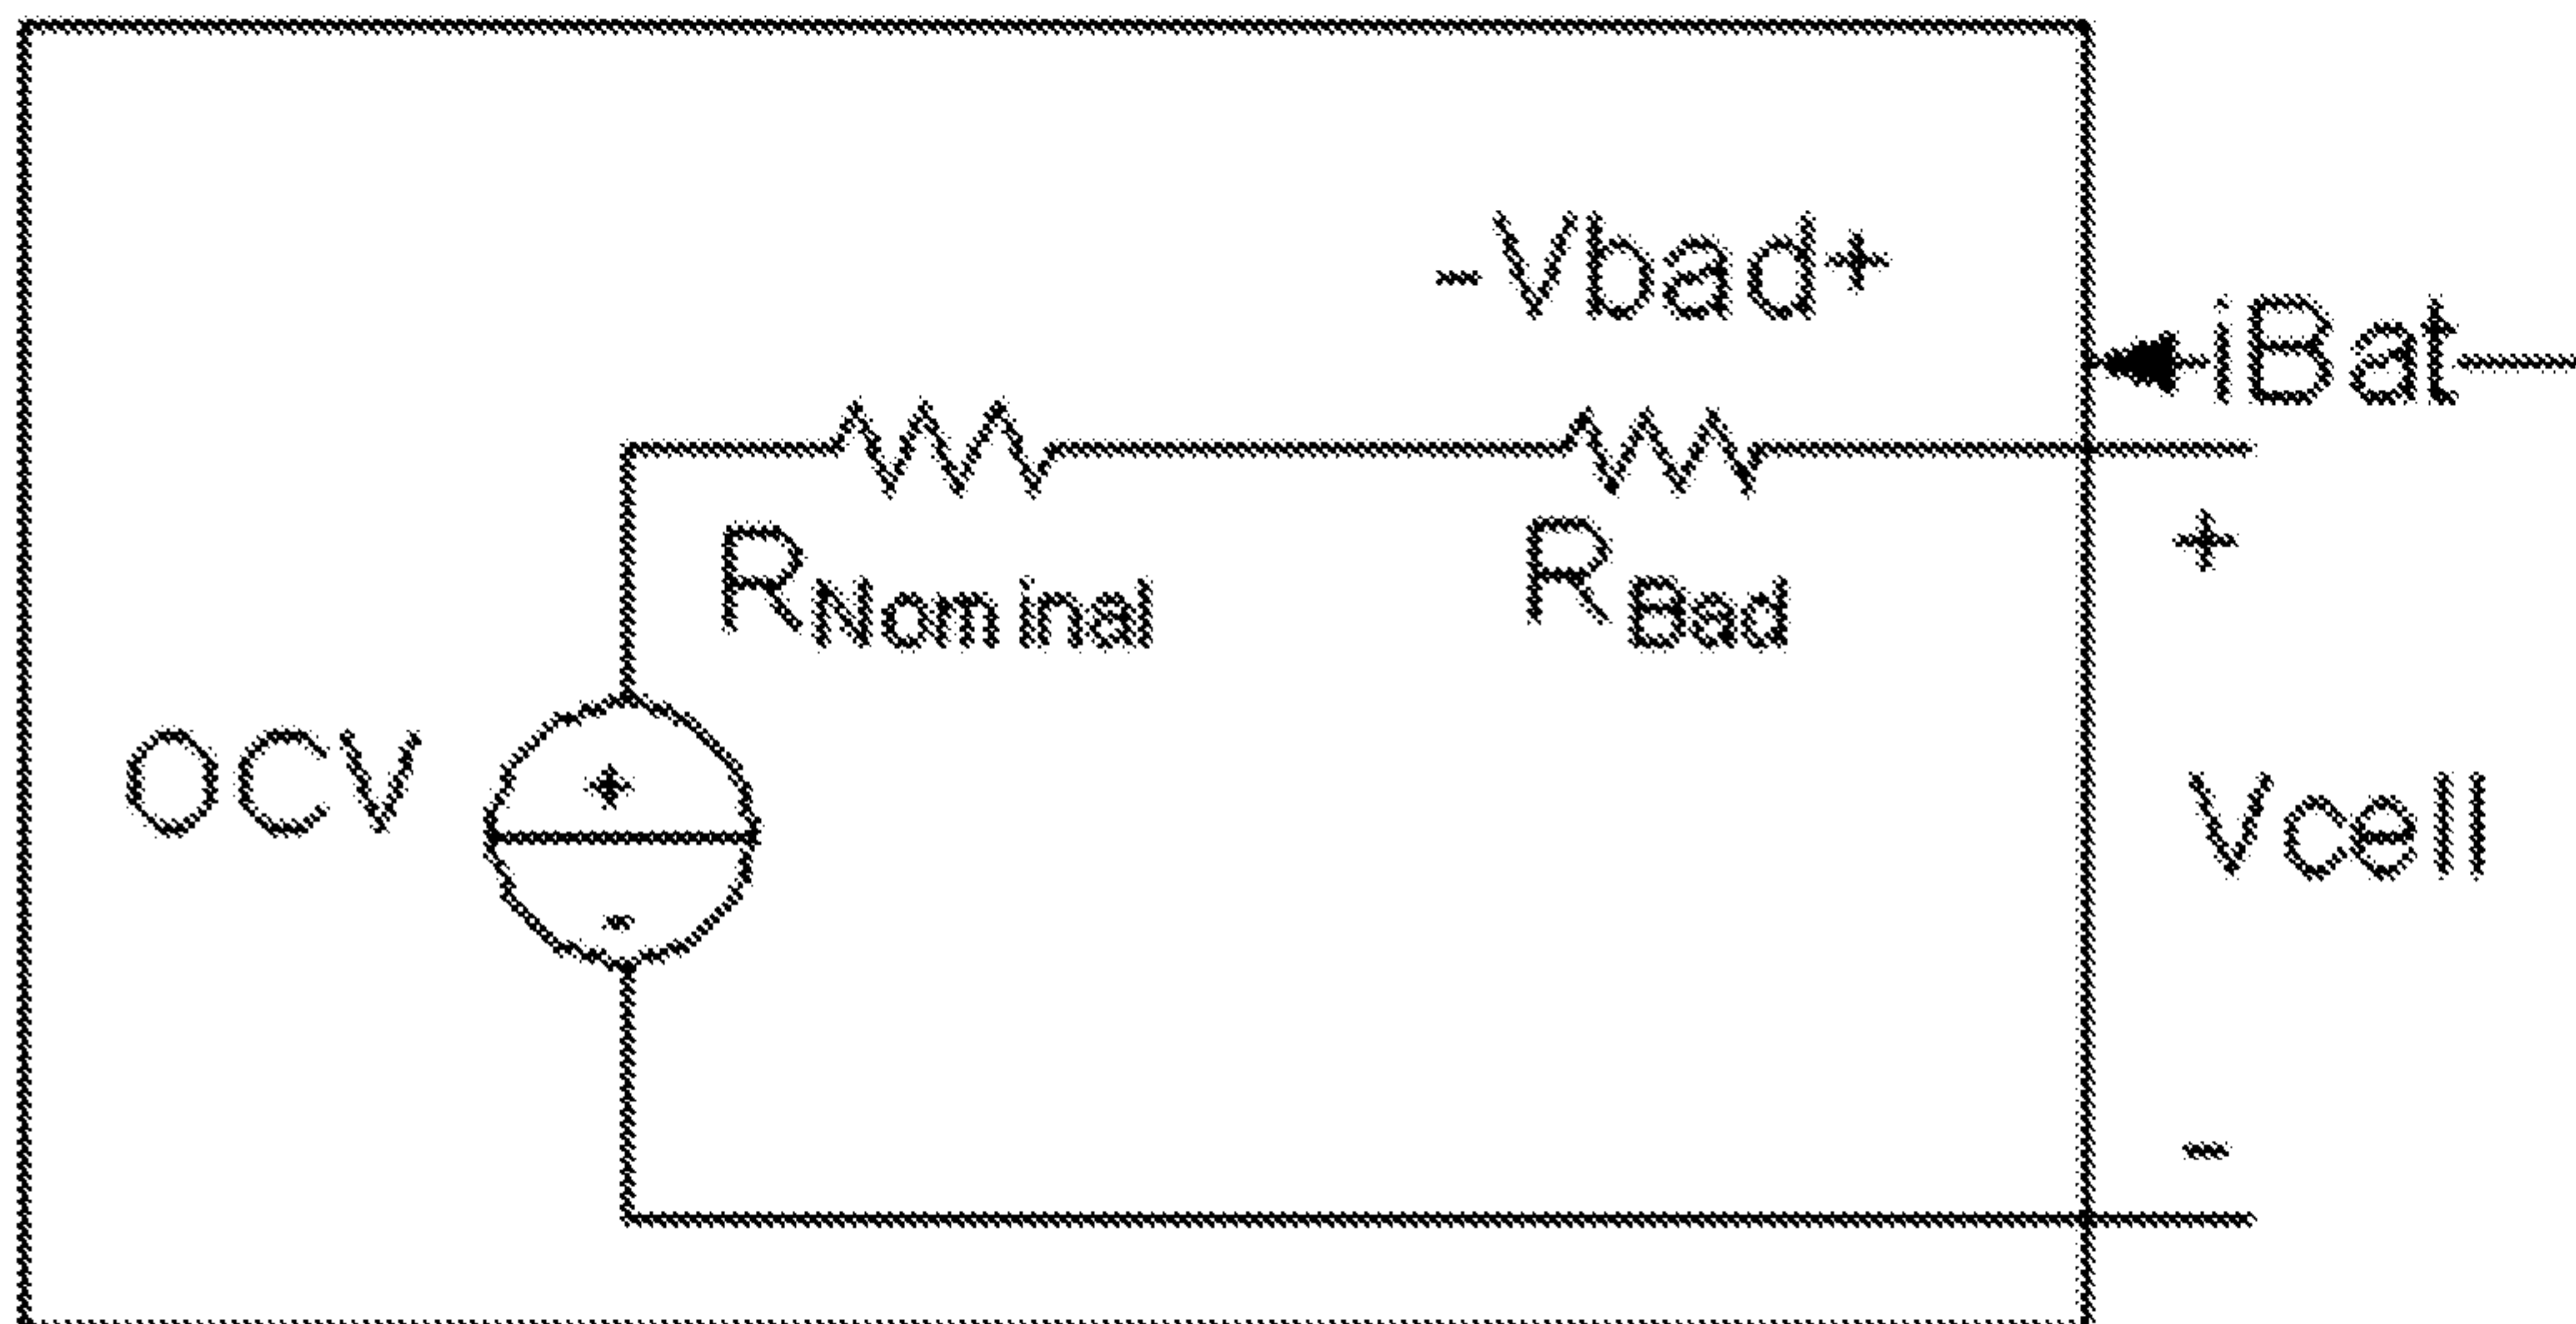 -Vbad+
iBat
RNominal
RBad
+
OCV
+
-
Vcell
-